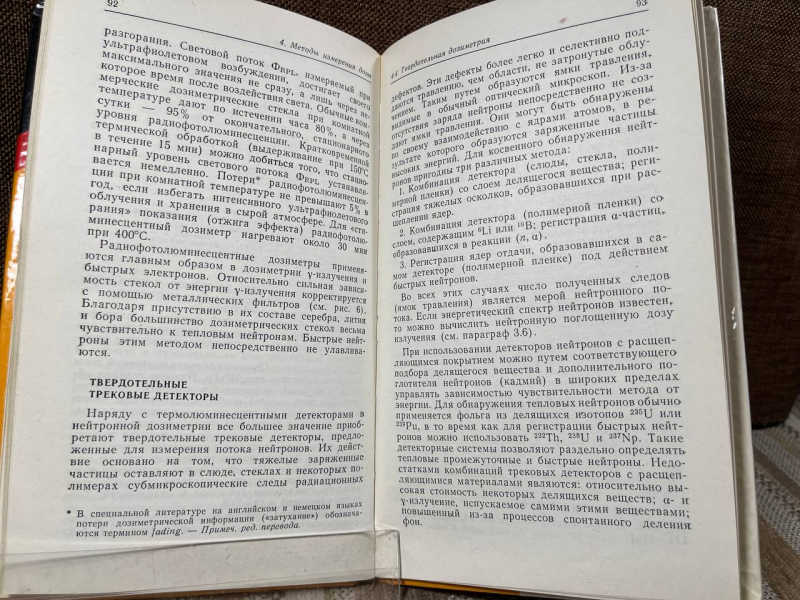 92
4. Методы измерения дозы
разгорания. Световой поток Φ_RPL, измеряемый при
ультрафиолетовом возбуждении, достигает своего
максимального значения не сразу, а лишь через не-
которое время после воздействия света. Обычные ком-
мерческие дозиметрические стекла при комнатной
температуре дают по истечении часа 80%, а через
сутки — 95% от окончательного, стационарного
уровня радиофотолюминесценции. Кратковременной
термической обработкой (выдерживание при 150°C
в течение 15 мин) можно добиться того, что стацио-
нарный уровень светового потока Φ_RPL устанавли-
вается немедленно. Потери* радиофотолюминесцен-
ции при комнатной температуре не превышают 5% в
год, если избегать интенсивного ультрафиолетового
облучения и хранения в сырой атмосфере. Для «сти-
рания» показания (отжига эффекта) радиофотолю-
минесцентный дозиметр нагревают около 30 мин
при 400°C.
Радиофотолюминесцентные дозиметры применя-
ются главным образом в дозиметрии γ-излучения и
быстрых электронов. Относительно сильная зависи-
мость стекол от энергии γ-излучения корректируется
с помощью металлических фильтров (см. рис. 6).
Благодаря присутствию в их составе серебра, лития
и бора большинство дозиметрических стекол весьма
чувствительно к тепловым нейтронам. Быстрые нейт-
роны этим методом непосредственно не улавлива-
ются.
ТВЕРДОТЕЛЬНЫЕ
ТРЕКОВЫЕ ДЕТЕКТОРЫ
Наряду с термолюминесцентными детекторами в
нейтронной дозиметрии все большее значение приоб-
ретают твердотельные трековые детекторы, предло-
женные для измерения потока нейтронов. Их дейст-
вие основано на том, что тяжелые заряженные
частицы оставляют в слюде, стеклах и некоторых по-
лимерах субмикроскопические следы радиационных
* В специальной литературе на английском и немецком языках
потери дозиметрической информации («затухание») обознача-
ются термином fading. — Примеч. ред. перевода.
93
4.4 Твердотельная дозиметрия
дефектов. Эти дефекты более легко и селективно под-
даются травлению, чем области, не затронутые облу-
чением. Таким путем образуются ямки травления,
видимые в обычный оптический микроскоп. Из-за
отсутствия заряда нейтроны непосредственно не соз-
дают ямки травления. Они могут быть обнаружены
по своему взаимодействию с ядрами атомов, в ре-
зультате которого образуются заряженные частицы
высоких энергий. Для косвенного обнаружения нейт-
ронов пригодны три различных метода:
1. Комбинация детектора (слюды, стекла, поли-
мерной пленки) со слоем делящегося вещества; регис-
трация тяжелых осколков, образовавшихся при рас-
щеплении ядер.
2. Комбинация детектора (полимерной пленки) со
слоем, содержащим ⁶Li или ¹⁰B; регистрация α-частиц,
образовавшихся в реакции (n, α).
3. Регистрация ядер отдачи, образовавшихся в са-
мом детекторе (полимерной пленке) под действием
быстрых нейтронов.
Во всех этих случаях число полученных следов
(ямок травления) является мерой нейтронного по-
тока. Если энергетический спектр нейтронов известен,
то можно вычислить нейтронную поглощенную дозу
излучения (см. параграф 3.6).
При использовании детекторов нейтронов с расщеп-
ляющимся покрытием можно путем соответствующего
подбора делящегося вещества и дополнительного по-
глотителя нейтронов (кадмий) в широких пределах
управлять зависимостью чувствительности метода от
энергии. Для обнаружения тепловых нейтронов обычно
применяется фольга из делящихся изотопов ²³⁵U или
²³⁹Pu, в то время как для регистрации быстрых нейт-
ронов можно использовать ²³²Th, ²³⁸U и ²³⁷Np. Такие
детекторные системы позволяют раздельно определять
тепловые промежуточные и быстрые нейтроны. Недо-
статками комбинаций трековых детекторов с расщеп-
ляющимися материалами являются: относительно вы-
сокая стоимость некоторых делящихся веществ; α- и
γ-излучение, испускаемое самими этими веществами;
повышенный из-за процессов спонтанного деления
фон.